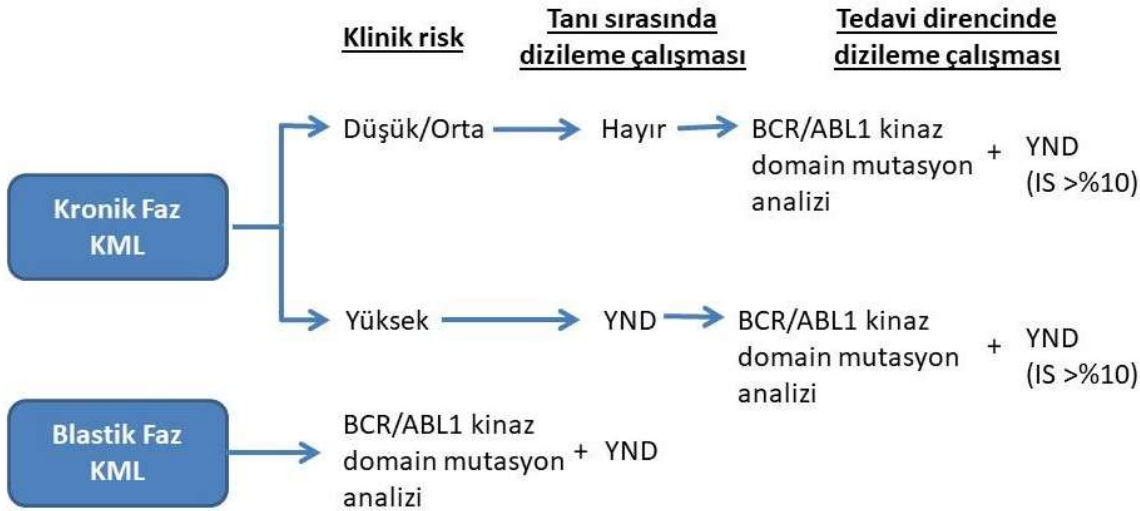 Klinik risk
Tanı sırasında
dizileme çalışması
Tedavi direncinde
dizileme çalışması
Kronik Faz
KML
Düşük/Orta
Hayır
BCR/ABL1 kinaz
domain mutasyon
analizi
+
YND
(IS >%10)
Yüksek
YND
BCR/ABL1 kinaz
domain mutasyon
analizi
+
YND
(IS >%10)
Blastik Faz
KML
BCR/ABL1 kinaz
domain mutasyon
analizi
+ YND